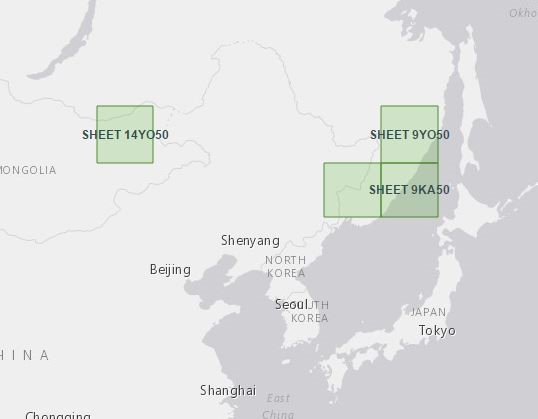 Okho
SHEET 14YO50
SHEET 9YO50
MONGOLIA
SHEET 9KA50
Shenyang
Beijing
NORTH
KOREA
Seoul
SOUTH
KOREA
JAPAN
Tokyo
HINA
Shanghai
East
China
Chongqing